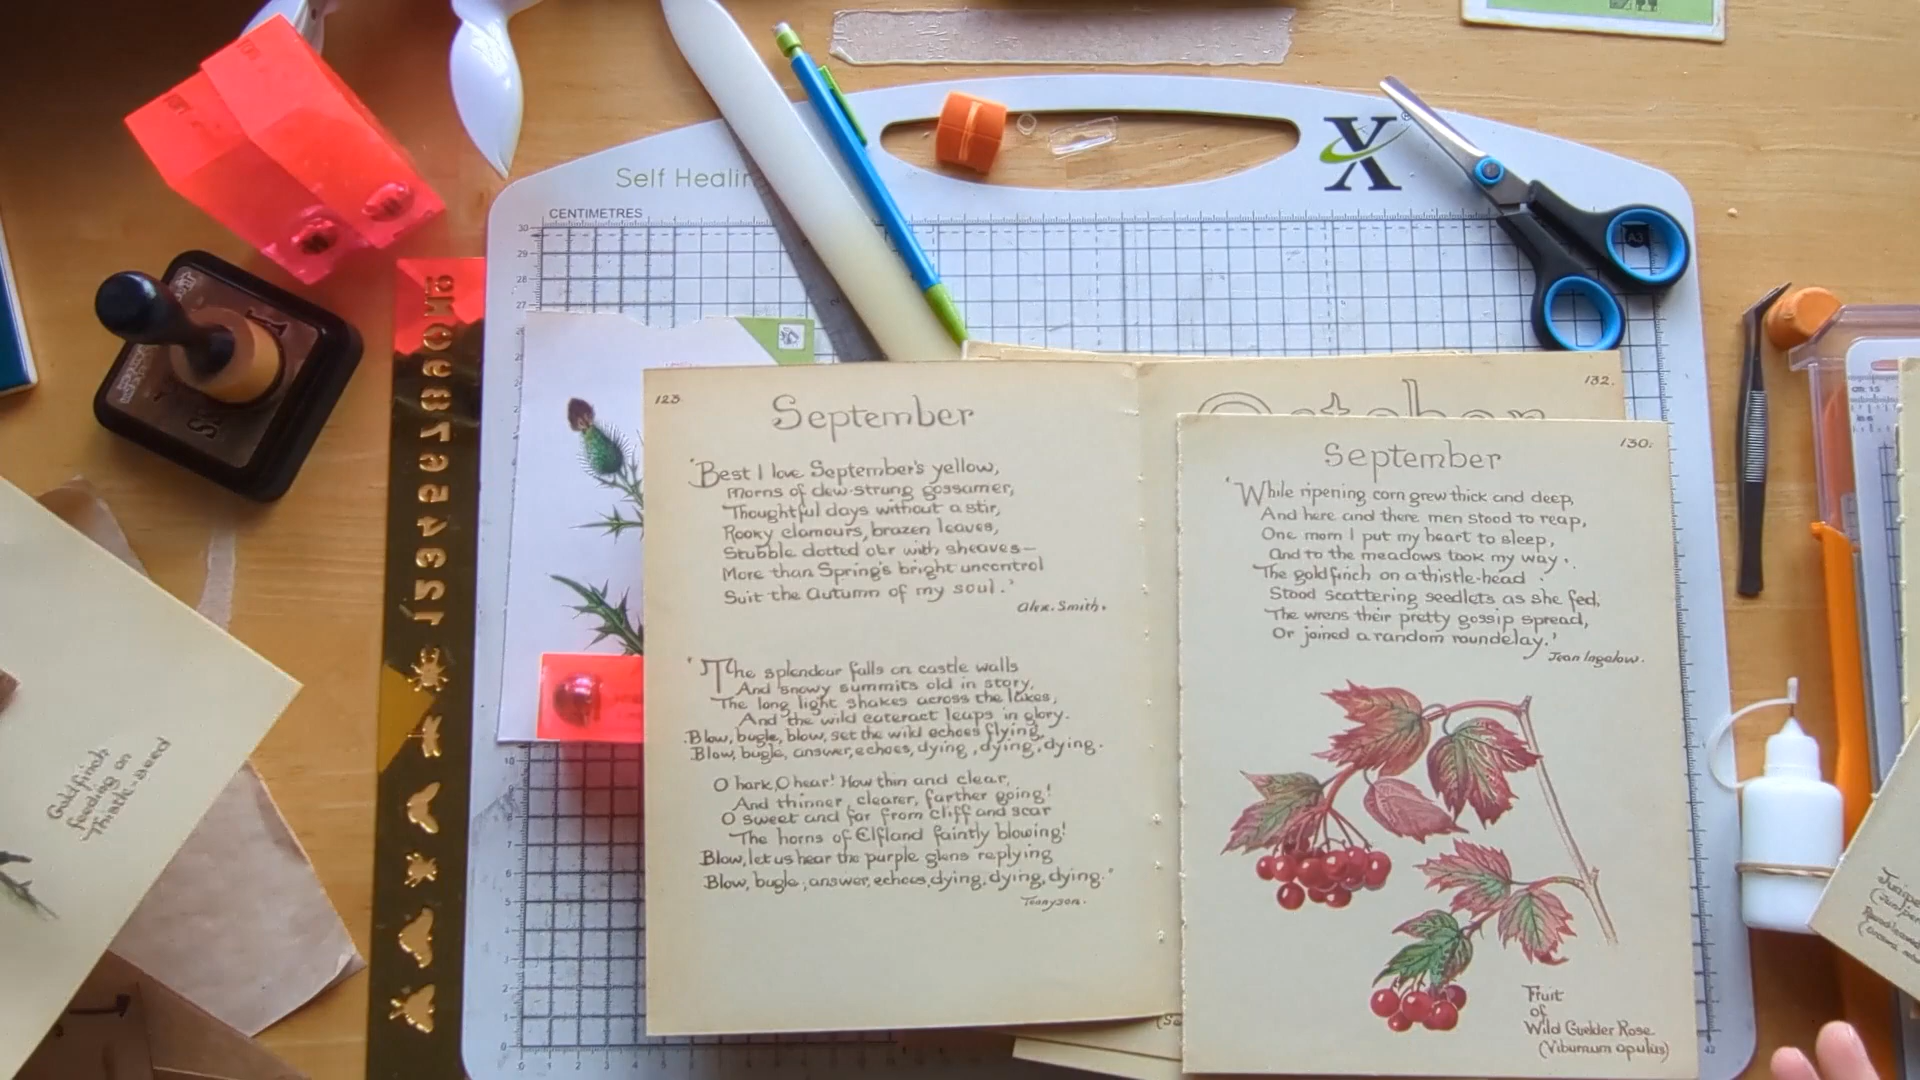 Self Healin
CENTIMETRES
X
123
September
'Best I love September's yellow,
Morns of dew-strung gossamer,
Thoughtful days without a stir,
Rooky clamours, brazen leaves,
Stubble dotted o'er with sheaves—
More than Spring's bright uncontrol
Suit the Autumn of my soul.'
Alex. Smith.
'The splendour falls on castle walls
And snowy summits old in story,
The long light shakes across the lakes,
And the wild cataract leaps in glory.
Blow, bugle, blow, set the wild echoes flying,
Blow, bugle, answer, echoes, dying, dying, dying.
O hark, O hear! How thin and clear,
And thinner, clearer, farther going!
O sweet and far from cliff and scar
The horns of Elfland faintly blowing!
Blow, let us hear the purple glens replying
Blow, bugle, answer, echoes, dying, dying, dying.'
Tennyson.
132.
October
130.
September
'While ripening corn grew thick and deep,
And here and there men stood to reap,
One morn I put my heart to sleep,
And to the meadows took my way.
The goldfinch on a thistle-head
Stood scattering seedlets as she fed,
The wrens their pretty gossip spread,
Or joined a random roundelay.'
Jean Ingelow.
Fruit
of
Wild Guelder Rose
(Viburnum opulus)
Goldfinch
feeding on
Thistle-seed